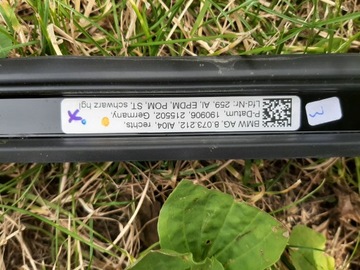 BMW AG, 8.073.212, AI04, rechts,
P-Datum, 190906, 215502, Germany,
Lfd-Nr: 259, Al, EPDM, POM, ST, schwarz hgl
3